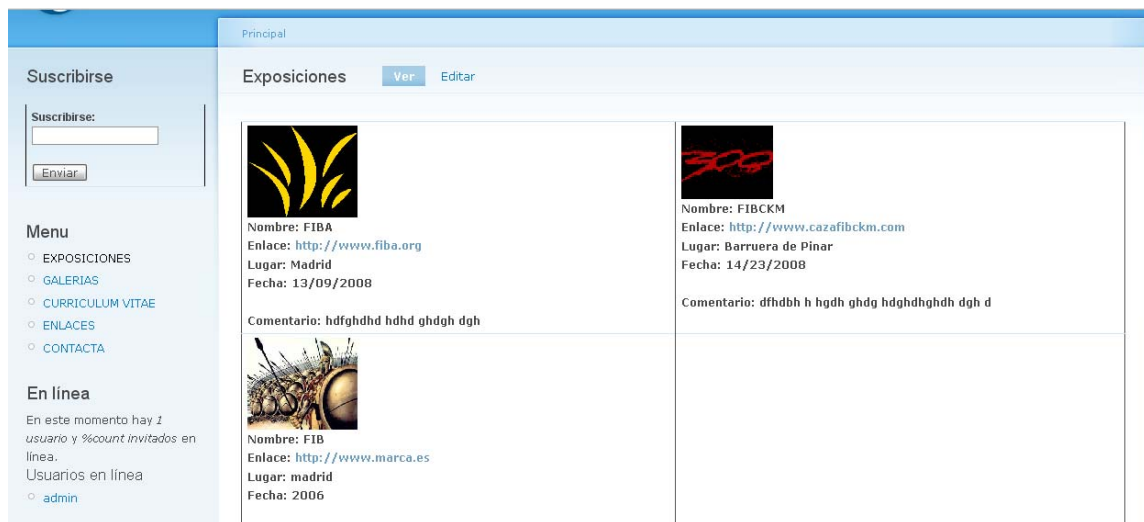 Principal
Suscribirse
Suscribirse:
Enviar
Menu
EXPOSICIONES
GALERIAS
CURRICULUM VITAE
ENLACES
CONTACTA
En línea
En este momento hay 1
usuario y %count invitados en
línea.
Usuarios en línea
admin
Exposiciones
Ver
Editar
Nombre: FIBA
Enlace: http://www.fiba.org
Lugar: Madrid
Fecha: 13/09/2008
Comentario: hdfghdhd hdhd ghdgh dgh
300
Nombre: FIBCKM
Enlace: http://www.cazafibckm.com
Lugar: Barruera de Pinar
Fecha: 14/23/2008
Comentario: dfhdbh h hgdh ghdg hdghdhghdh dgh d
Nombre: FIB
Enlace: http://www.marca.es
Lugar: madrid
Fecha: 2006